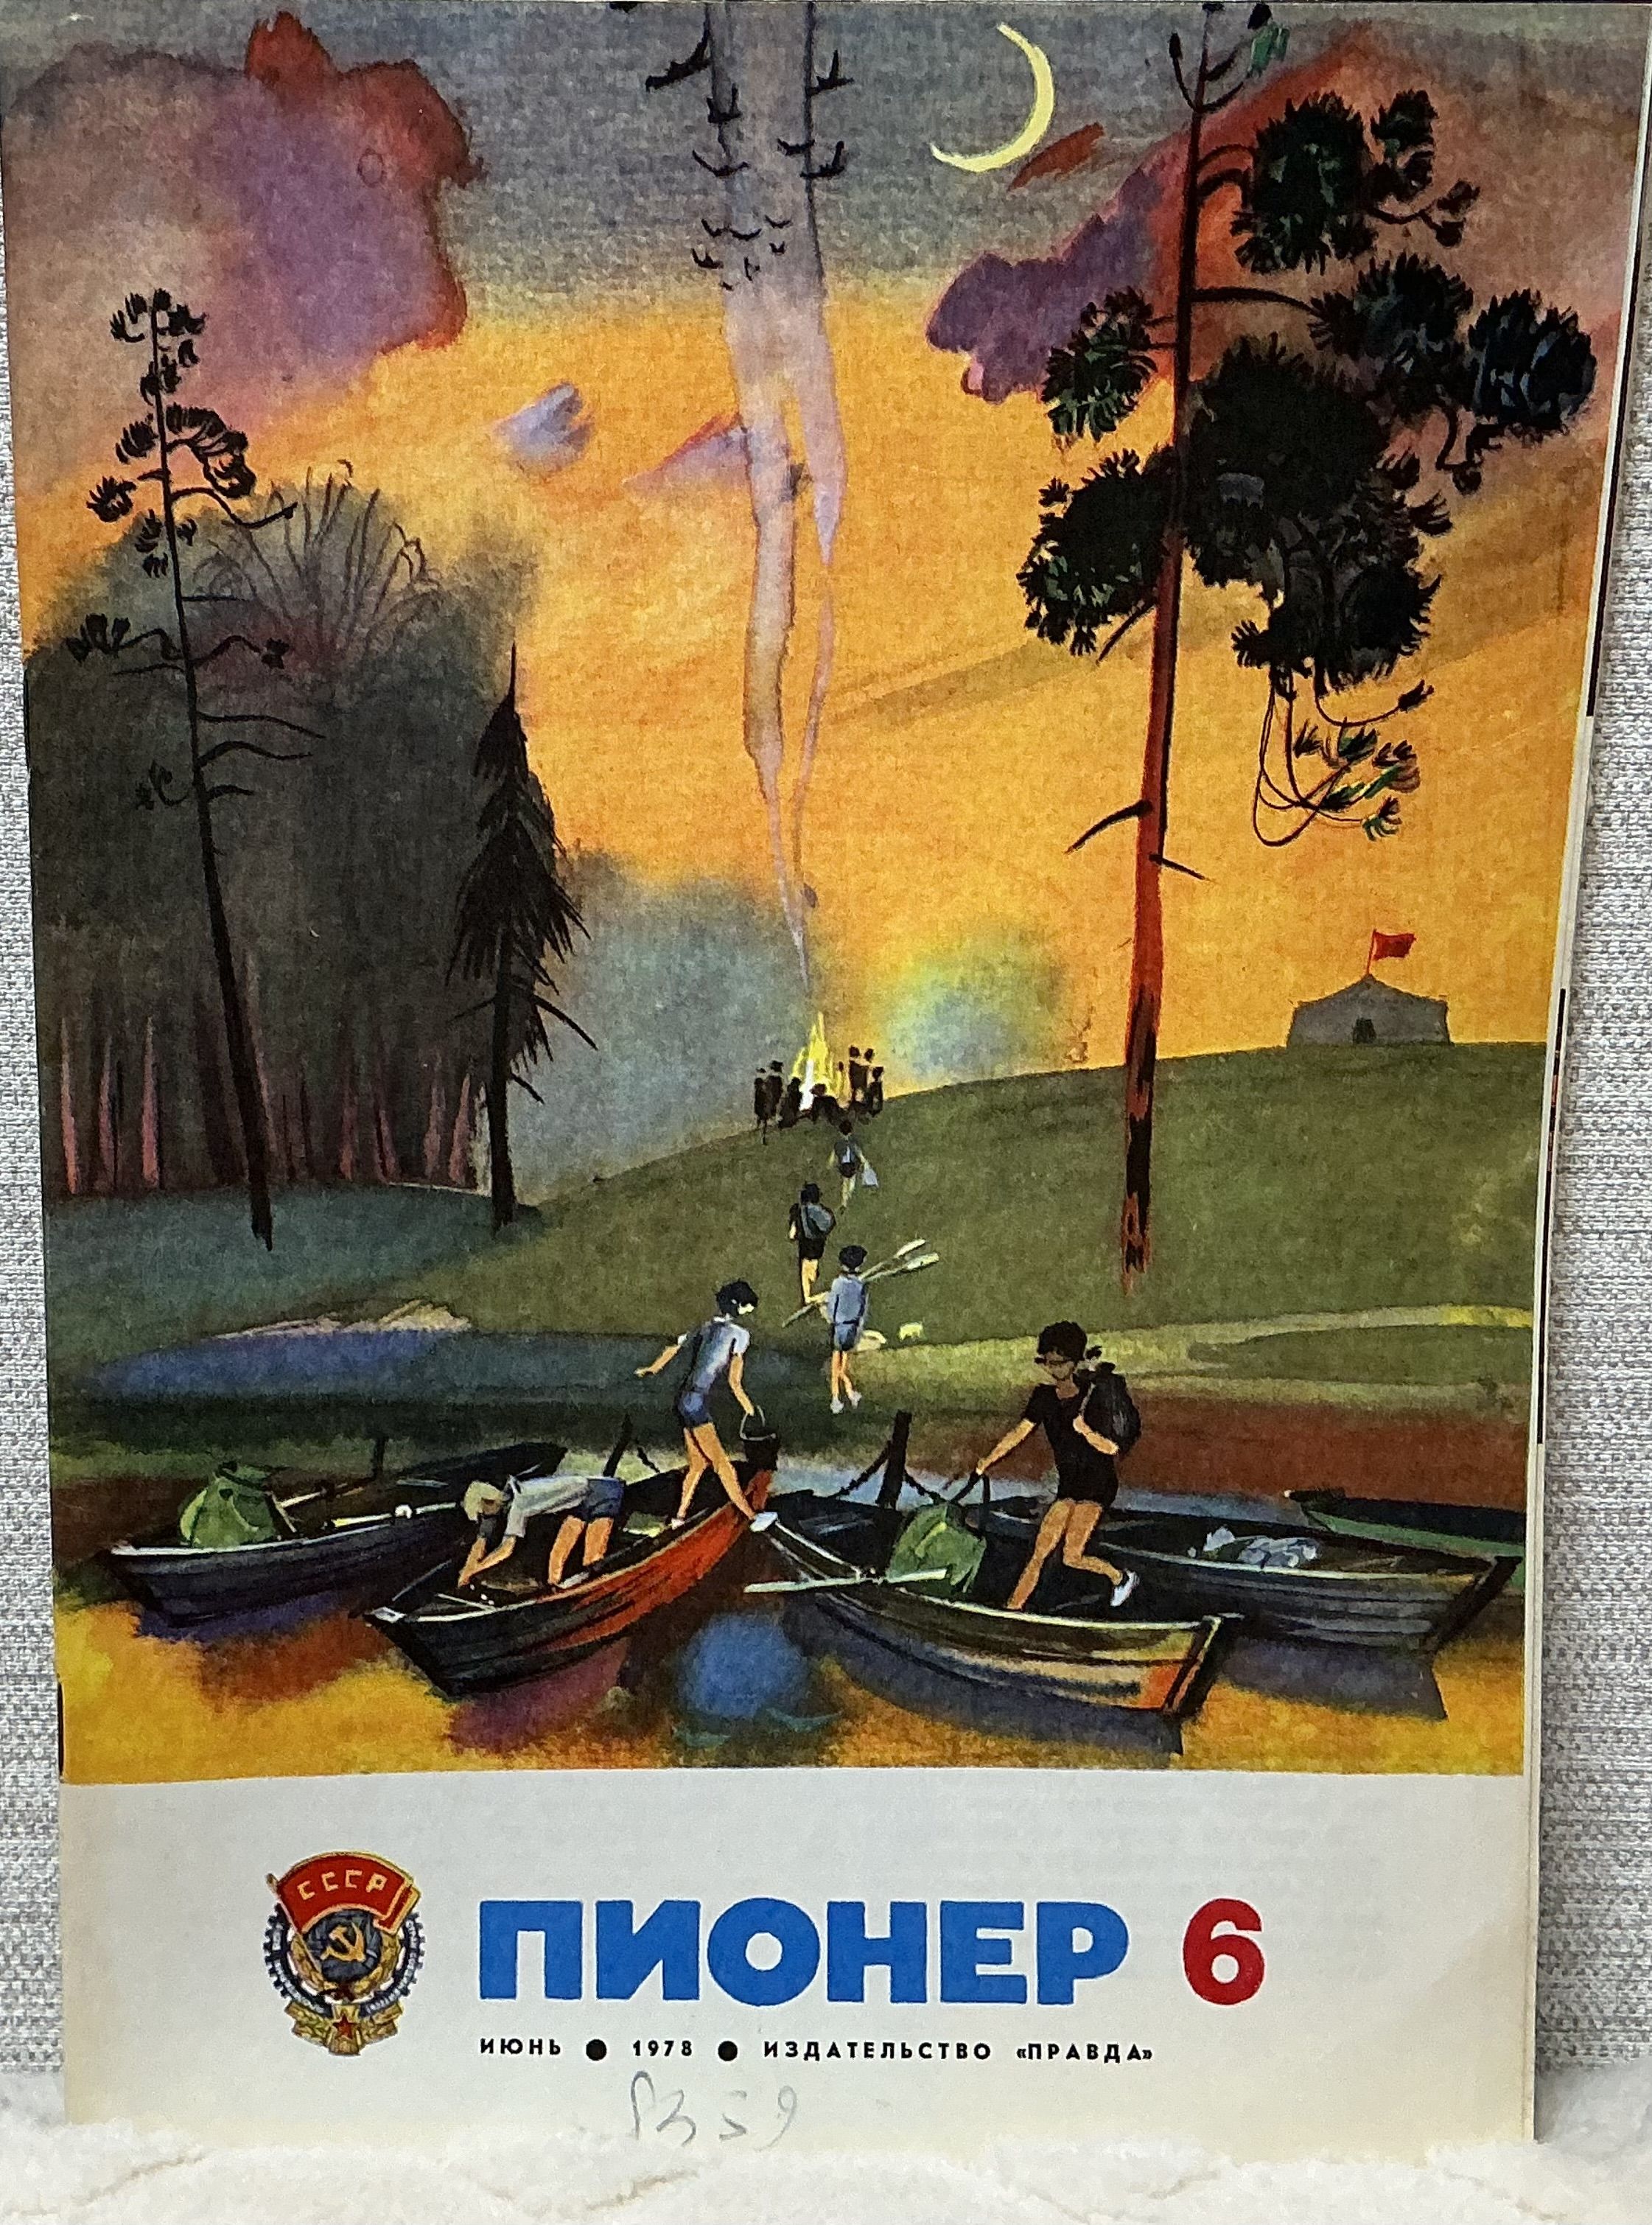 СССР
ПИОНЕР 6
ИЮНЬ ● 1978 ● ИЗДАТЕЛЬСТВО «ПРАВДА»